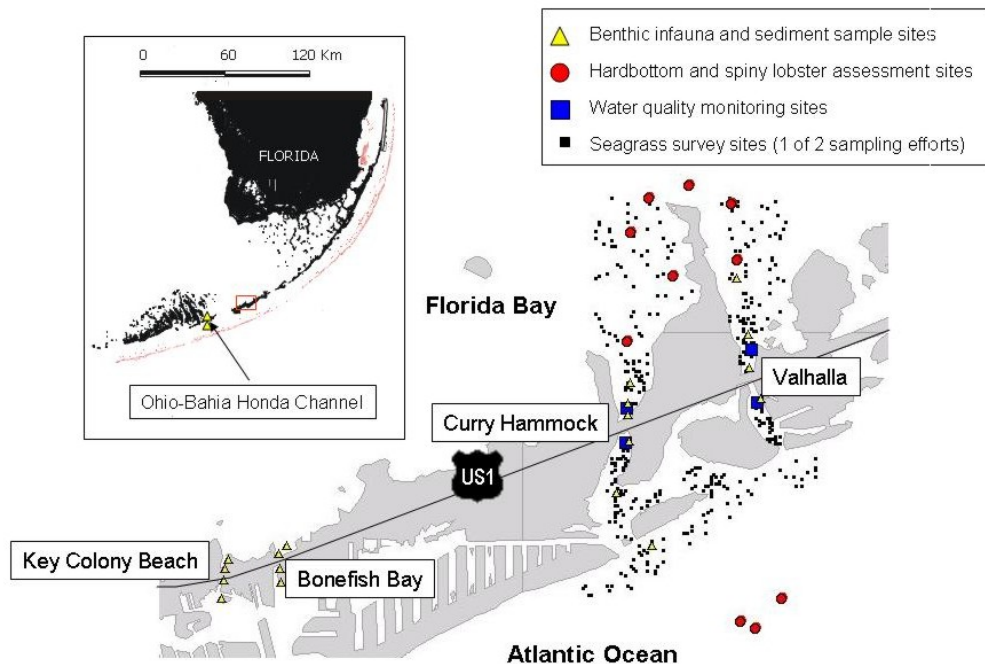 0 60 120 Km
FLORIDA
Ohio-Bahia Honda Channel
Benthic infauna and sediment sample sites
Hardbottom and spiny lobster assessment sites
Water quality monitoring sites
Seagrass survey sites (1 of 2 sampling efforts)
Florida Bay
Valhalla
Curry Hammock
US1
Key Colony Beach
Bonefish Bay
Atlantic Ocean